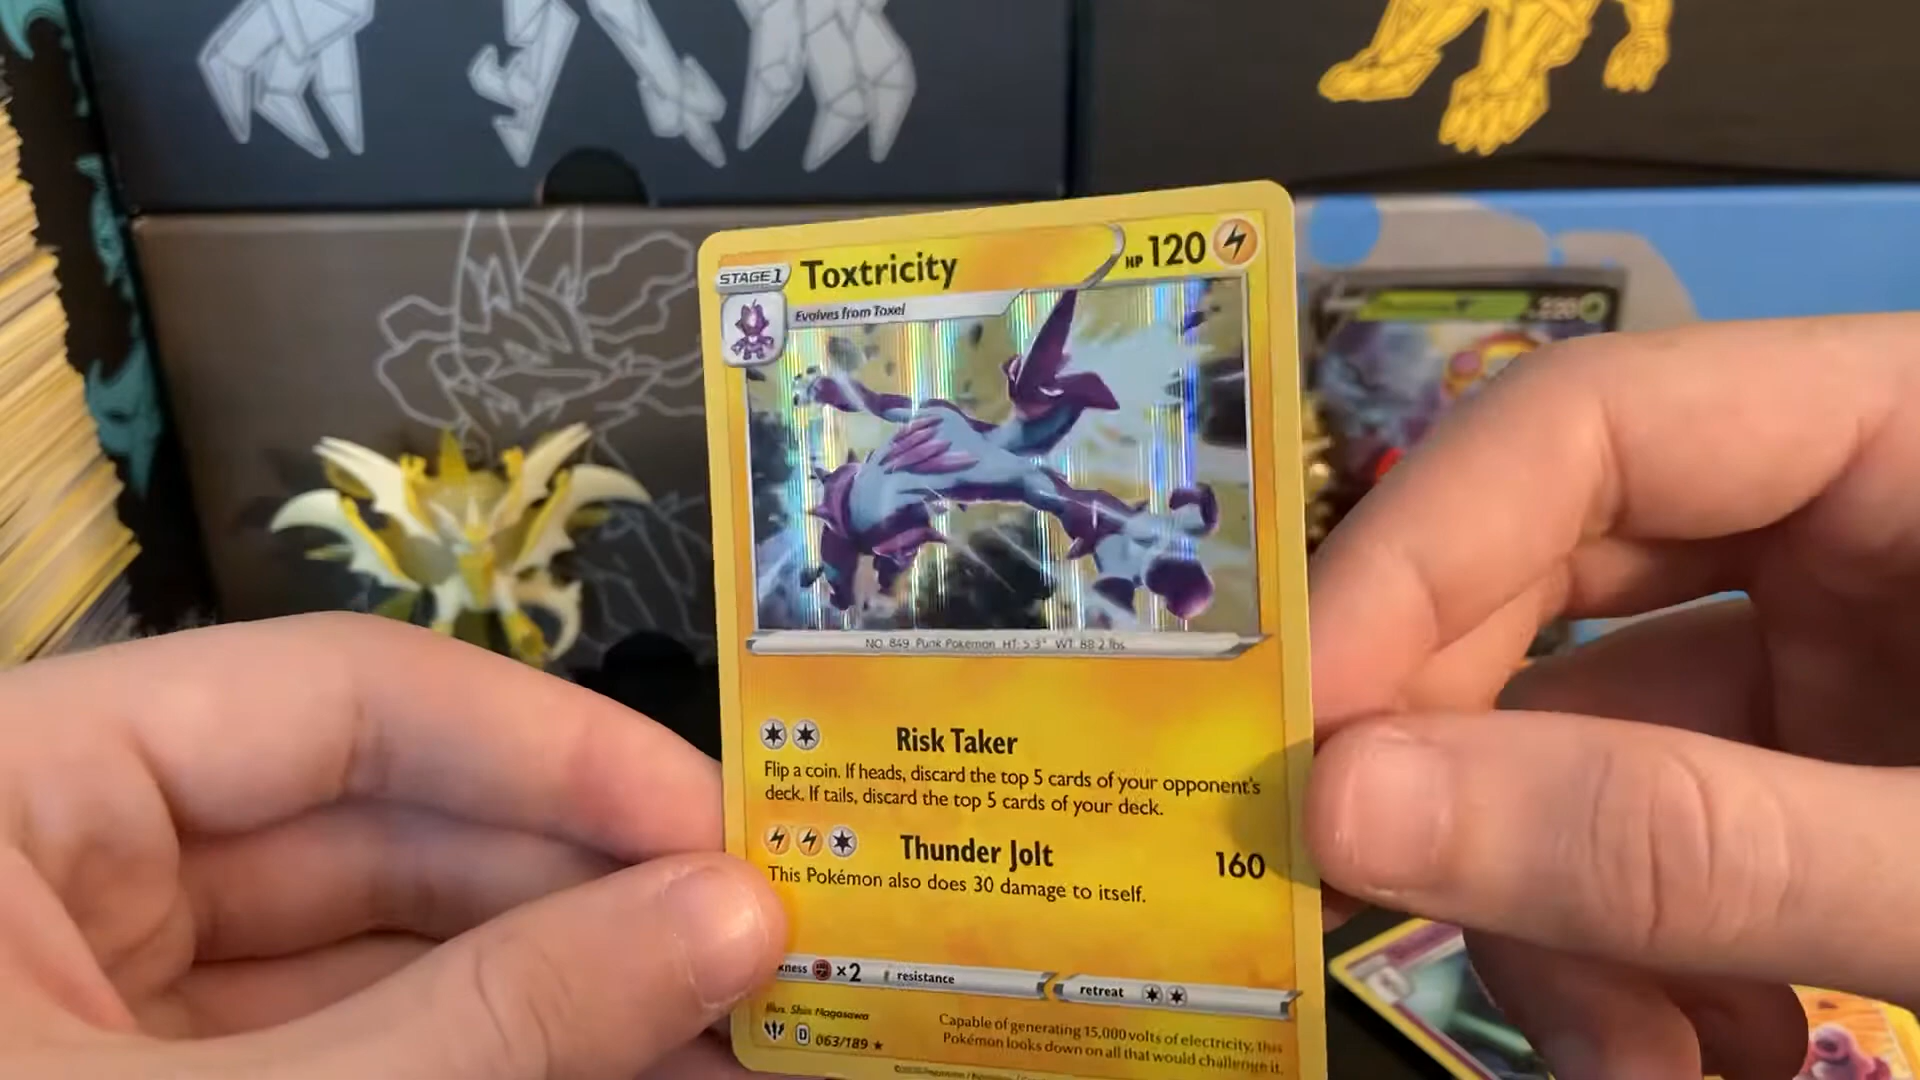 STAGE 1
Toxtricity
HP 120
Evolves from Toxel
NO. 849 Punk Pokémon HT: 5'3" WT: 88.2 lbs
Risk Taker
Flip a coin. If heads, discard the top 5 cards of your opponent's
deck. If tails, discard the top 5 cards of your deck.
Thunder Jolt 160
This Pokémon also does 30 damage to itself.
kness ×2 resistance retreat
Illus. Shin Nagasawa
D 063/189 ★
Capable of generating 15,000 volts of electricity, this
Pokémon looks down on all that would challenge it.
220